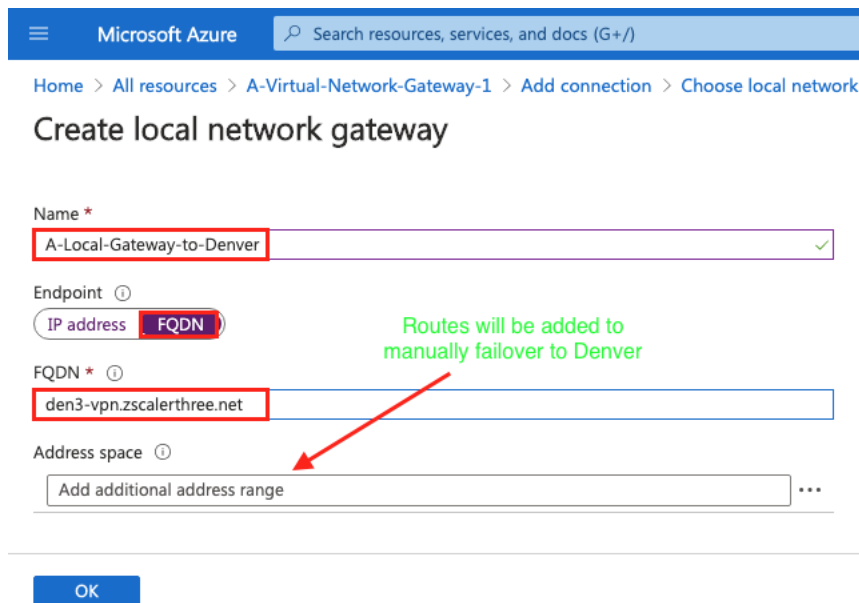 Microsoft Azure
Search resources, services, and docs (G+/)
Home > All resources > A-Virtual-Network-Gateway-1 > Add connection > Choose local network
Create local network gateway
Name *
A-Local-Gateway-to-Denver
Endpoint
IP address FQDN
Routes will be added to
manually failover to Denver
FQDN *
den3-vpn.zscalerthree.net
Address space
Add additional address range
OK